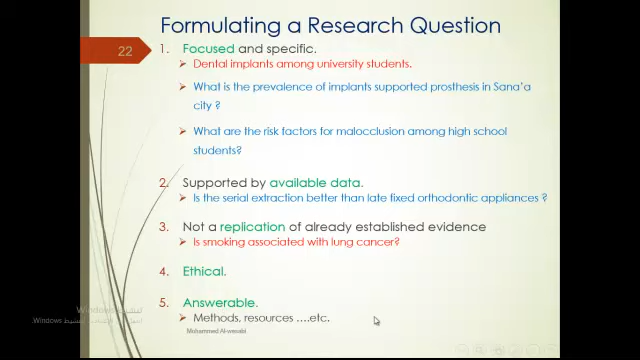 Formulating a Research Question
22
1. Focused and specific.
➢ Dental implants among university students.
➢ What is the prevalence of implants supported prosthesis in Sana'a
city ?
➢ What are the risk factors for malocclusion among high school
students?
2. Supported by available data.
➢ Is the serial extraction better than late fixed orthodontic appliances ?
3. Not a replication of already established evidence
➢ Is smoking associated with lung cancer?
4. Ethical.
5. Answerable.
➢ Methods, resources ....etc.
تنشيط Windows
Windows.